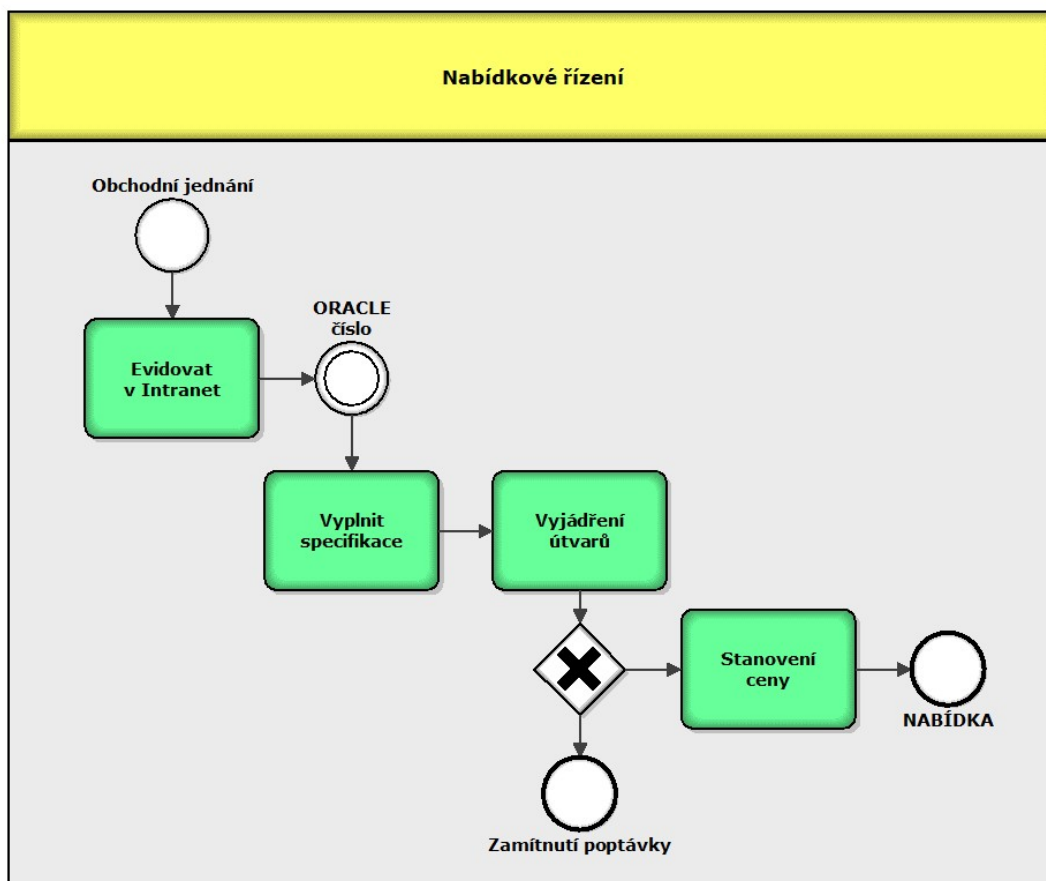 Nabídkové řízení
Obchodní jednání
ORACLE
číslo
Evidovat
v Intranet
Vyplnit
specifikace
Vyjádření
útvarů
Stanovení
ceny
NABÍDKA
Zamítnutí poptávky